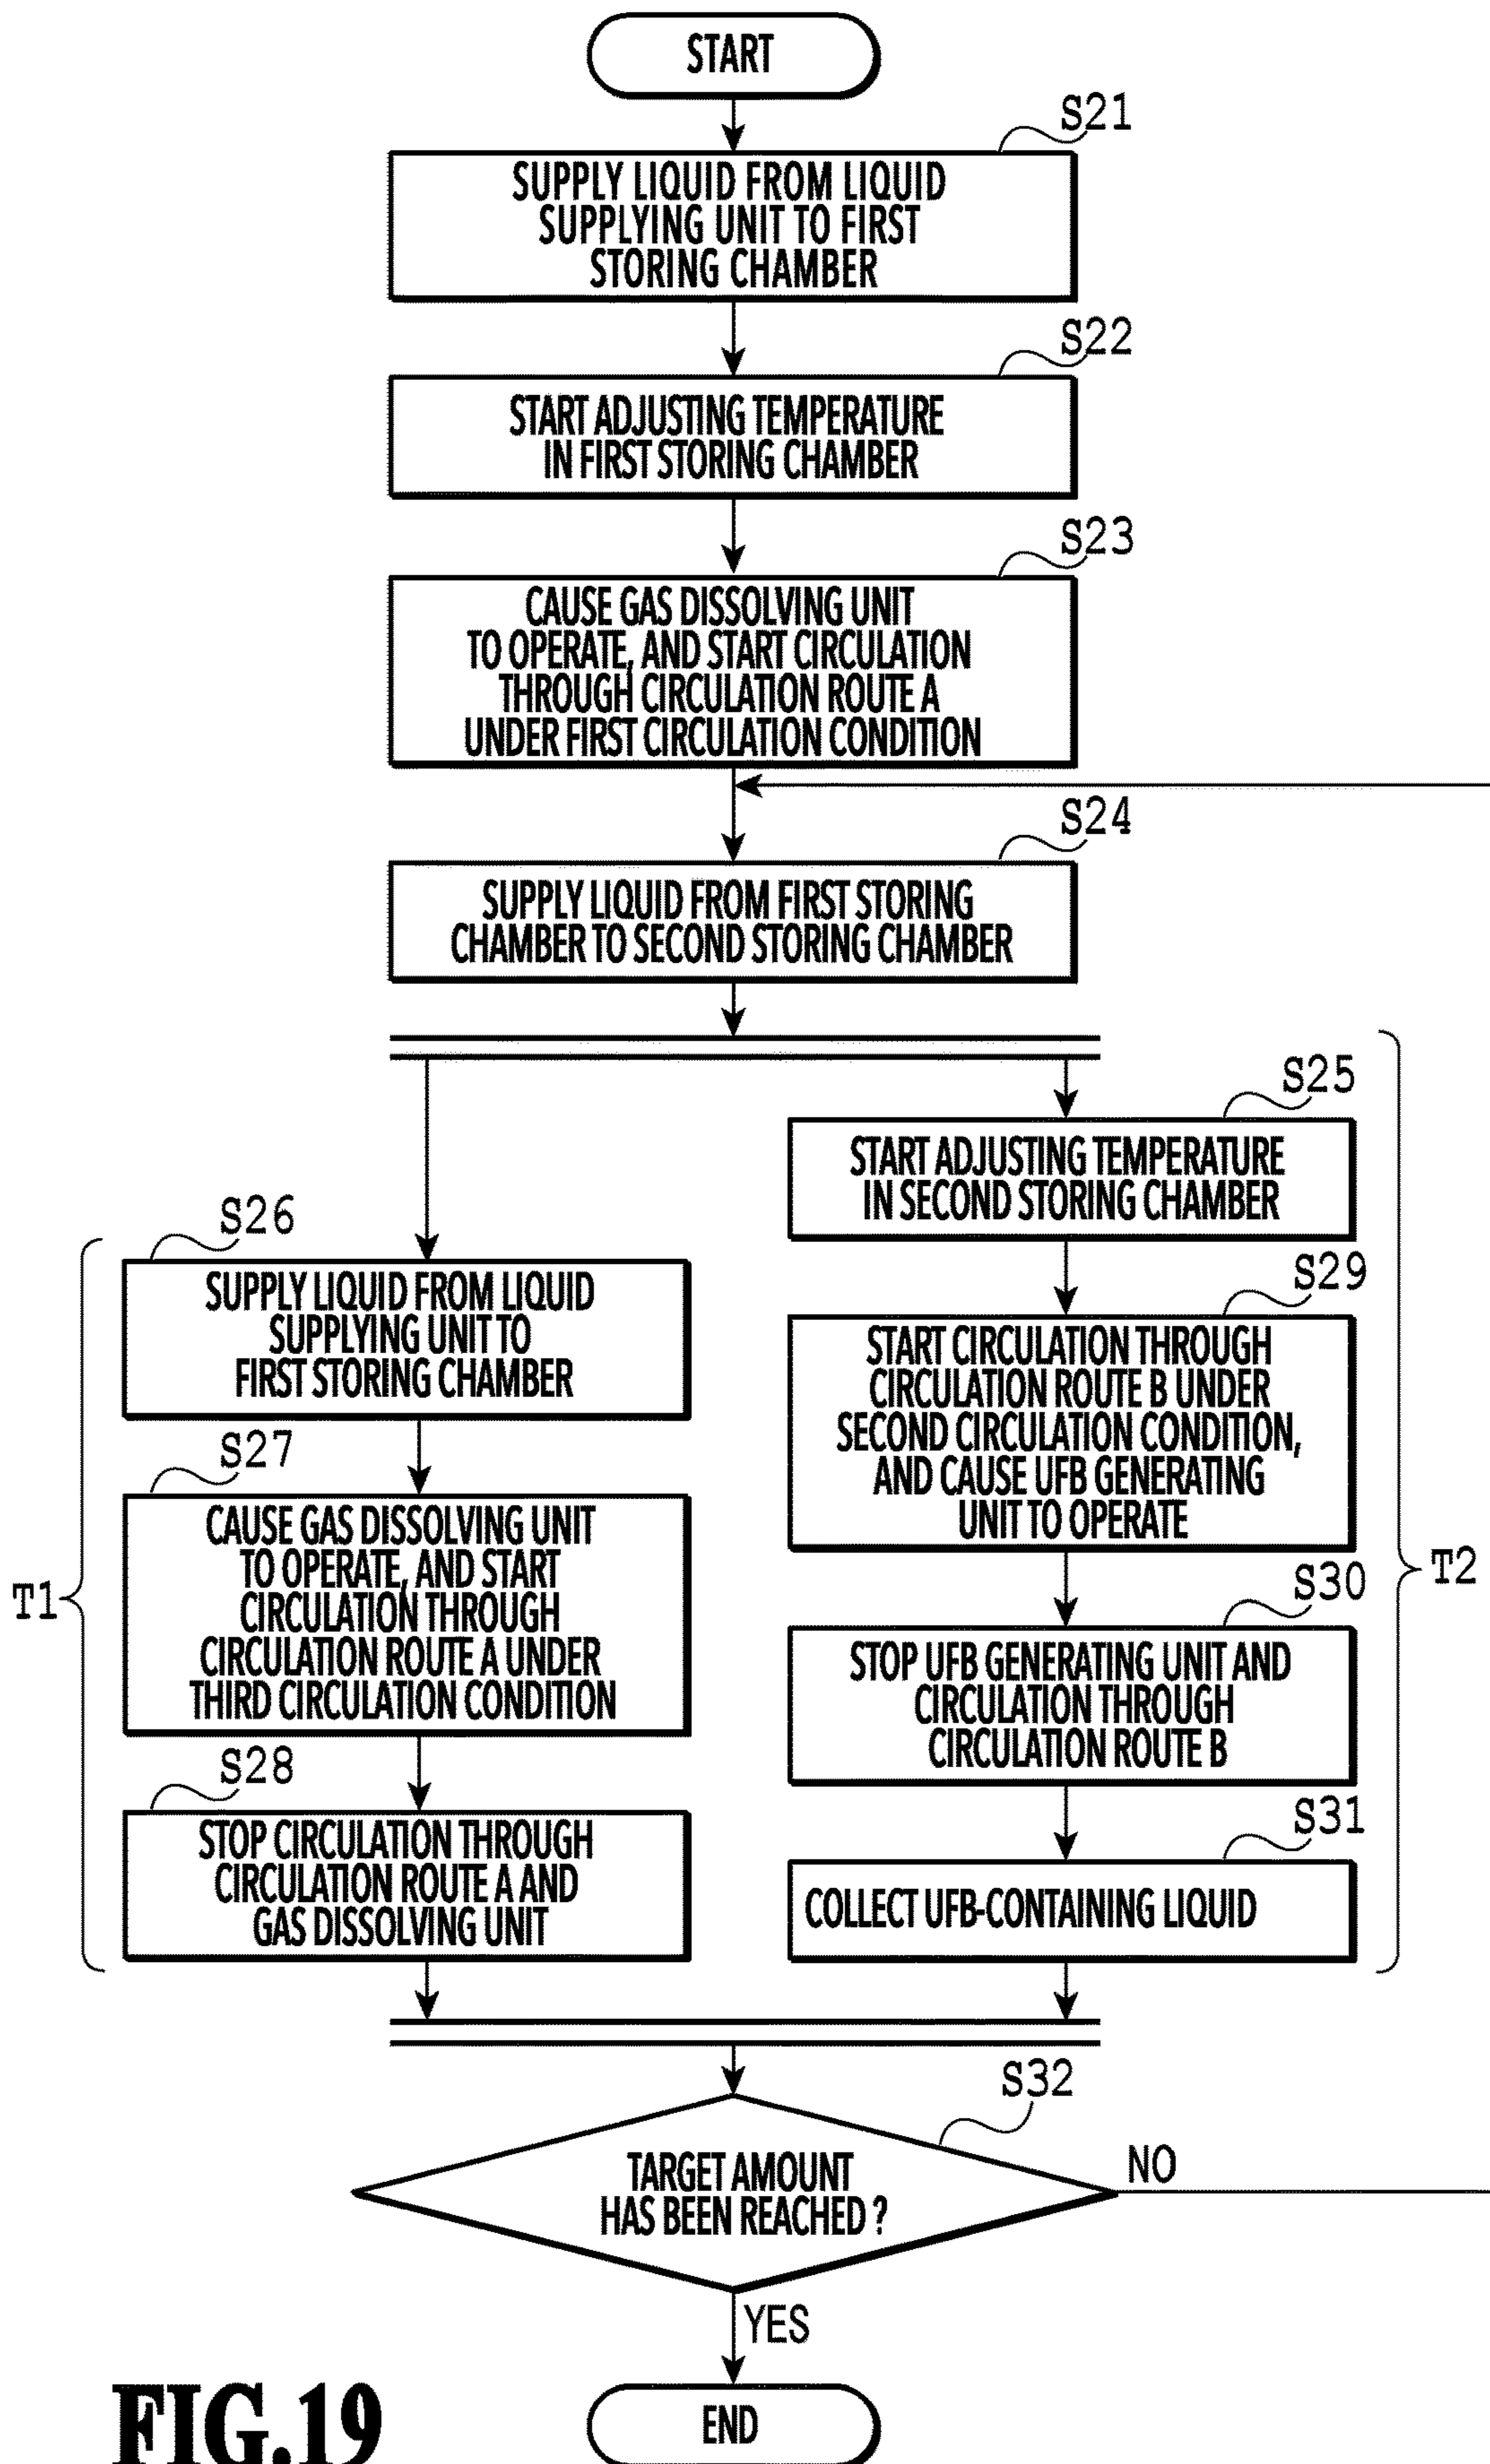 START
S21
SUPPLY LIQUID FROM LIQUID
SUPPLYING UNIT TO FIRST
STORING CHAMBER
S22
START ADJUSTING TEMPERATURE
IN FIRST STORING CHAMBER
S23
CAUSE GAS DISSOLVING UNIT
TO OPERATE, AND START CIRCULATION
THROUGH CIRCULATION ROUTE A
UNDER FIRST CIRCULATION CONDITION
S24
SUPPLY LIQUID FROM FIRST STORING
CHAMBER TO SECOND STORING CHAMBER
T1
S26
SUPPLY LIQUID FROM LIQUID
SUPPLYING UNIT TO
FIRST STORING CHAMBER
S27
CAUSE GAS DISSOLVING UNIT
TO OPERATE, AND START
CIRCULATION THROUGH
CIRCULATION ROUTE A UNDER
THIRD CIRCULATION CONDITION
S28
STOP CIRCULATION THROUGH
CIRCULATION ROUTE A AND
GAS DISSOLVING UNIT
T2
S25
START ADJUSTING TEMPERATURE
IN SECOND STORING CHAMBER
S29
START CIRCULATION THROUGH
CIRCULATION ROUTE B UNDER
SECOND CIRCULATION CONDITION,
AND CAUSE UFB GENERATING
UNIT TO OPERATE
S30
STOP UFB GENERATING UNIT AND
CIRCULATION THROUGH
CIRCULATION ROUTE B
S31
COLLECT UFB-CONTAINING LIQUID
S32
TARGET AMOUNT
HAS BEEN REACHED ?
NO
YES
END
FIG.19